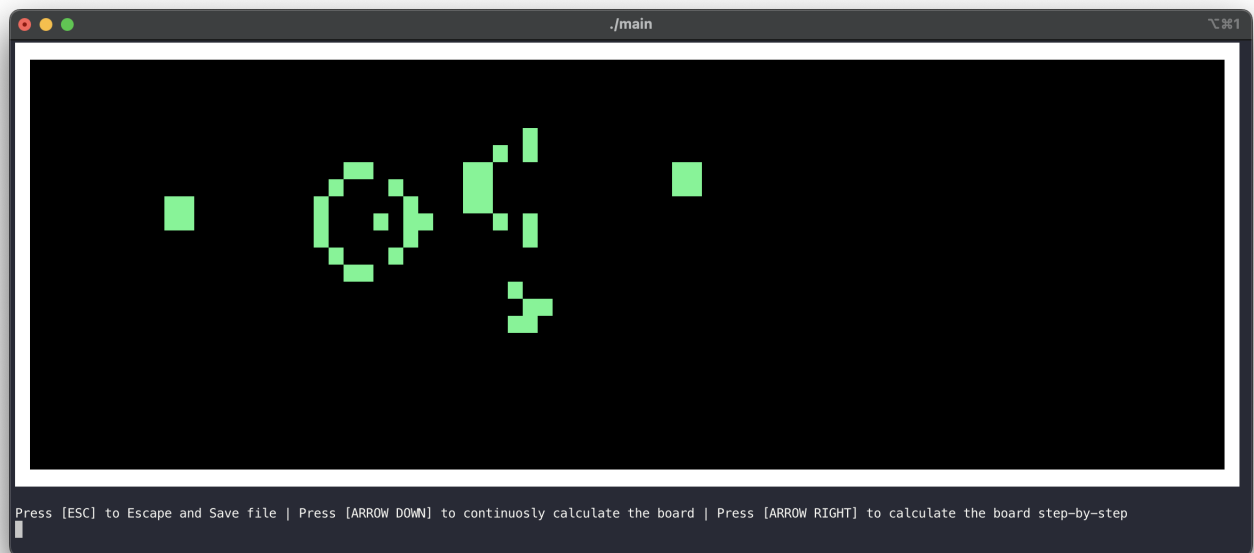 ./main
⌥⌘1
Press [ESC] to Escape and Save file | Press [ARROW DOWN] to continuosly calculate the board | Press [ARROW RIGHT] to calculate the board step-by-step